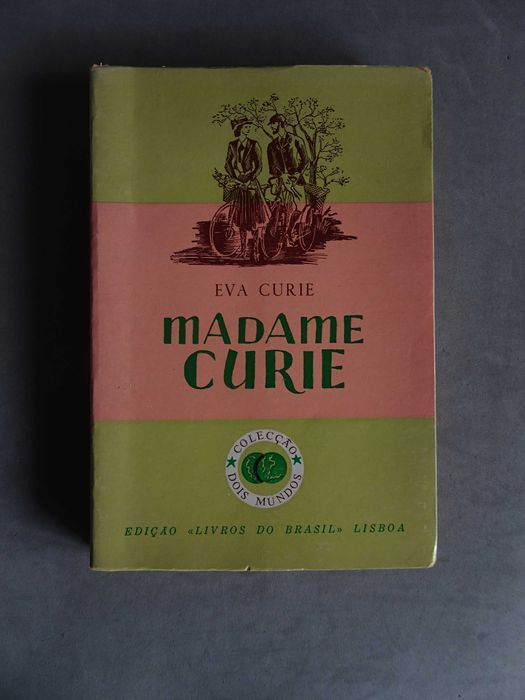 EVA CURIE
MADAME
CURIE
COLECÇÃO
DOIS MUNDOS
EDIÇÃO «LIVROS DO BRASIL» LISBOA